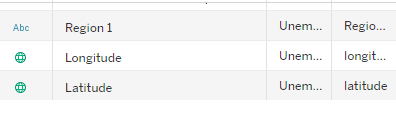 Abc Region 1 Unem... Regio...
Longitude Unem... longit...
Latitude Unem... latitude